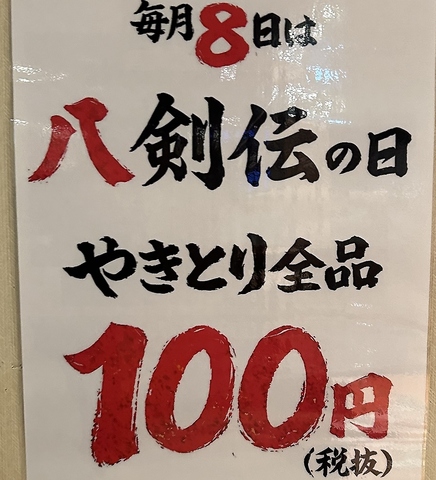 毎月8日は
八剣伝の日
やきとり全品
100円
(税抜)